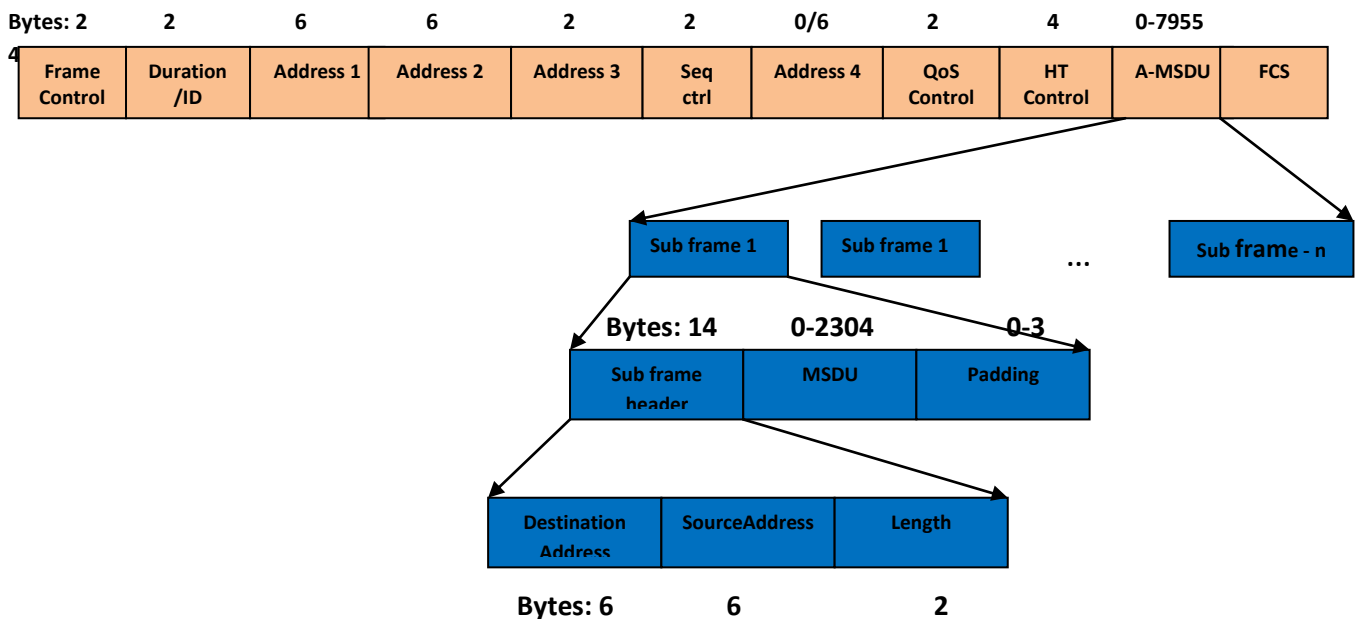 Bytes: 2 2 6 6 2 2 0/6 2 4 0-7955
4
Frame Control Duration /ID Address 1 Address 2 Address 3 Seq ctrl Address 4 QoS Control HT Control A-MSDU FCS
Sub frame 1 Sub frame 1 ... Sub frame - n
Bytes: 14 0-2304 0-3
Sub frame header MSDU Padding
Destination Address SourceAddress Length
Bytes: 6 6 2